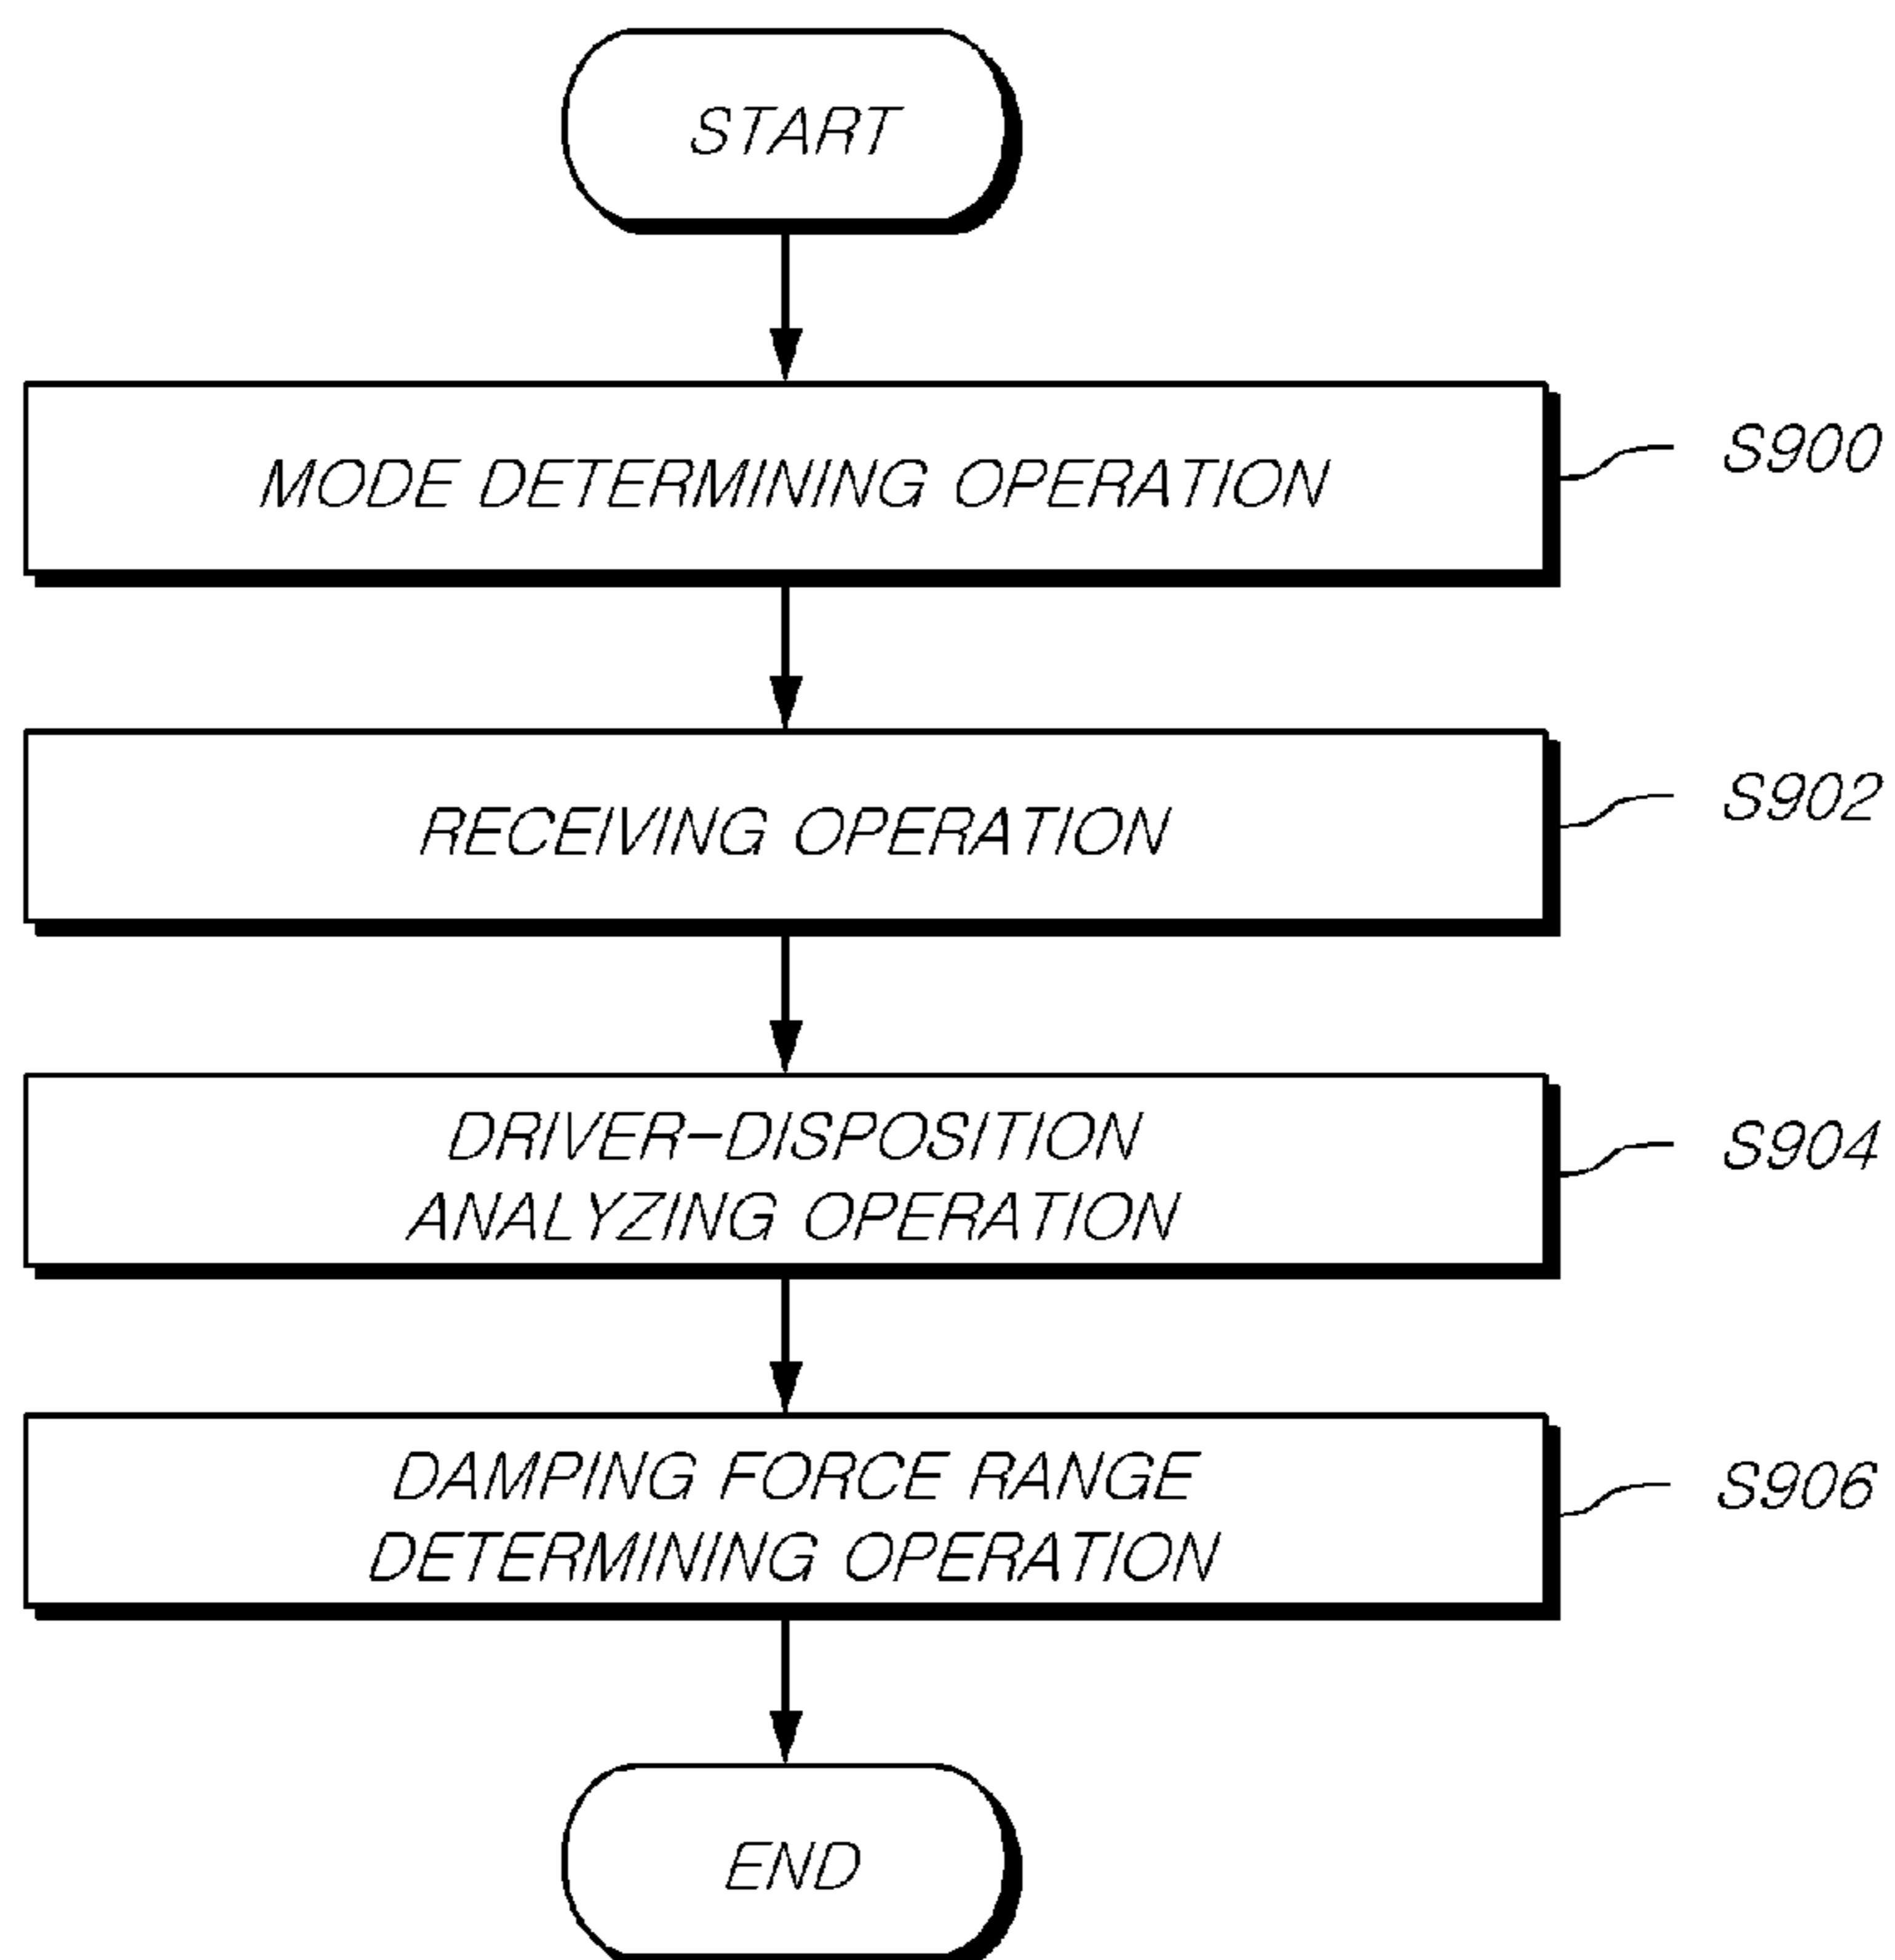 START
MODE DETERMINING OPERATION
S900
RECEIVING OPERATION
S902
DRIVER-DISPOSITION
ANALYZING OPERATION
S904
DAMPING FORCE RANGE
DETERMINING OPERATION
S906
END